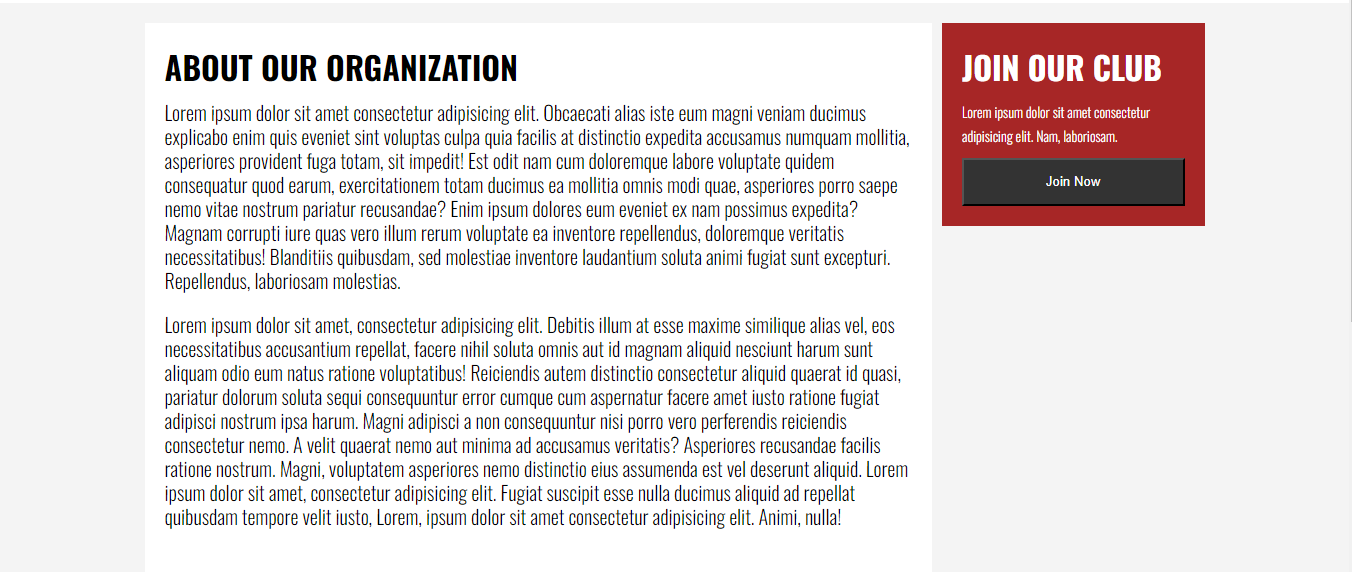 ABOUT OUR ORGANIZATION
Lorem ipsum dolor sit amet consectetur adipisicing elit. Obcaecati alias iste eum magni veniam ducimus
explicabo enim quis eveniet sint voluptas culpa quia facilis at distinctio expedita accusamus numquam mollitia,
asperiores provident fuga totam, sit impedit! Est odit nam cum doloremque labore voluptate quidem
consequatur quod earum, exercitationem totam ducimus ea mollitia omnis modi quae, asperiores porro saepe
nemo vitae nostrum pariatur recusandae? Enim ipsum dolores eum eveniet ex nam possimus expedita?
Magnam corrupti iure quas vero illum rerum voluptate ea inventore repellendus, doloremque veritatis
necessitatibus! Blanditiis quibusdam, sed molestiae inventore laudantium soluta animi fugiat sunt excepturi.
Repellendus, laboriosam molestias.
Lorem ipsum dolor sit amet, consectetur adipisicing elit. Debitis illum at esse maxime similique alias vel, eos
necessitatibus accusantium repellat, facere nihil soluta omnis aut id magnam aliquid nesciunt harum sunt
aliquam odio eum natus ratione voluptatibus! Reiciendis autem distinctio consectetur aliquid quaerat id quasi,
pariatur dolorum soluta sequi consequuntur error cumque cum aspernatur facere amet iusto ratione fugiat
adipisci nostrum ipsa harum. Magni adipisci a non consequuntur nisi porro vero perferendis reiciendis
consectetur nemo. A velit quaerat nemo aut minima ad accusamus veritatis? Asperiores recusandae facilis
ratione nostrum. Magni, voluptatem asperiores nemo distinctio eius assumenda est vel deserunt aliquid. Lorem
ipsum dolor sit amet, consectetur adipisicing elit. Fugiat suscipit esse nulla ducimus aliquid ad repellat
quibusdam tempore velit iusto, Lorem, ipsum dolor sit amet consectetur adipisicing elit. Animi, nulla!
JOIN OUR CLUB
Lorem ipsum dolor sit amet consectetur
adipisicing elit. Nam, laboriosam.
Join Now